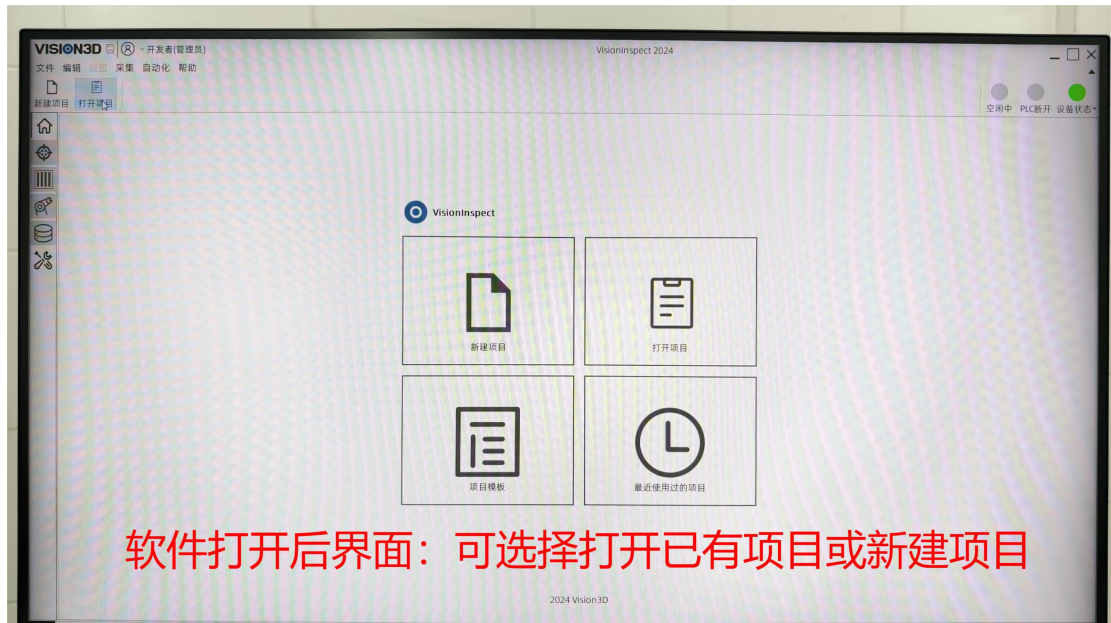 VISION3D - 开发者(管理员)
VisionInspect 2024
文件 编辑 视图 采集 自动化 帮助
新建项目 打开项目
空闲中 PLC断开 设备状态
VisionInspect
新建项目 打开项目
项目模板 最近使用过的项目
软件打开后界面：可选择打开已有项目或新建项目
2024 Vision3D